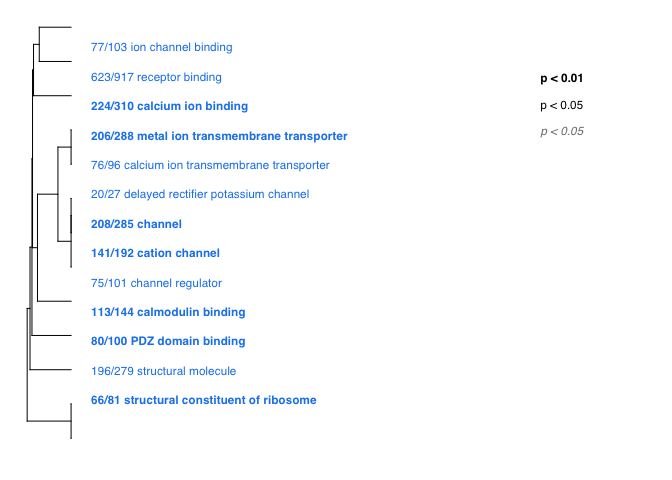 77/103 ion channel binding
623/917 receptor binding
224/310 calcium ion binding
206/288 metal ion transmembrane transporter
76/96 calcium ion transmembrane transporter
20/27 delayed rectifier potassium channel
208/285 channel
141/192 cation channel
75/101 channel regulator
113/144 calmodulin binding
80/100 PDZ domain binding
196/279 structural molecule
66/81 structural constituent of ribosome
p < 0.01
p < 0.05
p < 0.05